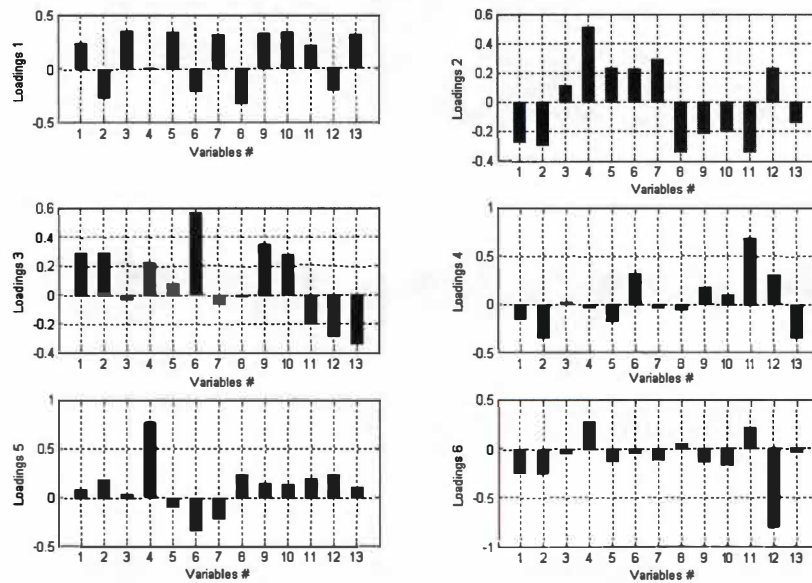 0.5
0
-0.5
Loadings 1
1 2 3 4 5 6 7 8 9 10 11 12 13
Variables #
0.6
0.4
0.2
0
-0.2
-0.4
Loadings 2
1 2 3 4 5 6 7 8 9 10 11 12 13
Variables #
0.6
0.4
0.2
0
-0.2
-0.4
Loadings 3
1 2 3 4 5 6 7 8 9 10 11 12 13
Variables #
1
0.5
0
-0.5
Loadings 4
1 2 3 4 5 6 7 8 9 10 11 12 13
Variables #
1
0.5
0
-0.5
Loadings 5
1 2 3 4 5 6 7 8 9 10 11 12 13
Variables #
0.5
0
-0.5
-1
Loadings 6
1 2 3 4 5 6 7 8 9 10 11 12 13
Variables #